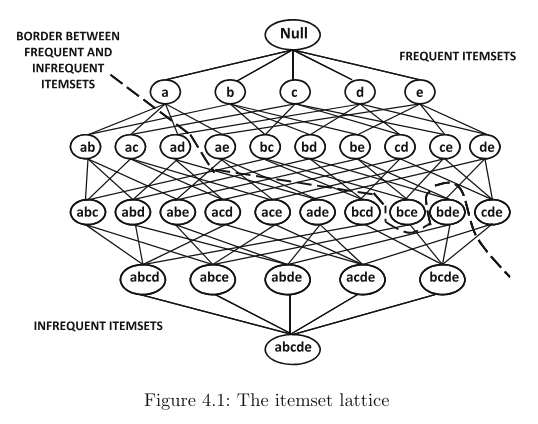 Null
BORDER BETWEEN
FREQUENT AND
INFREQUENT
ITEMSETS
FREQUENT ITEMSETS
a b c d e
ab ac ad ae bc bd be cd ce de
abc abd abe acd ace ade bcd bce bde cde
abcd abce abde acde bcde
INFREQUENT ITEMSETS
abcde
Figure 4.1: The itemset lattice